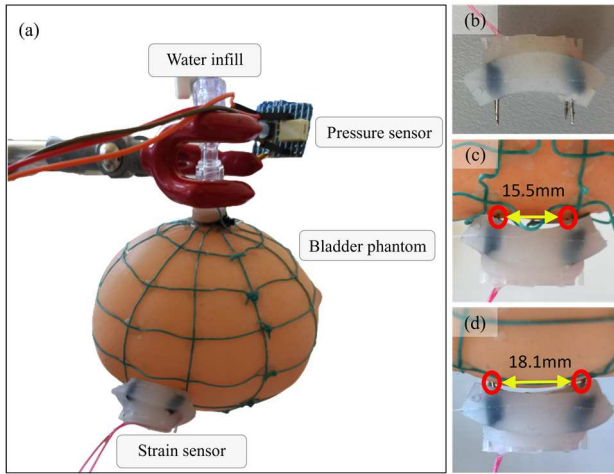 (a)
Water infill
Pressure sensor
Bladder phantom
Strain sensor
(b)
(c)
15.5mm
(d)
18.1mm